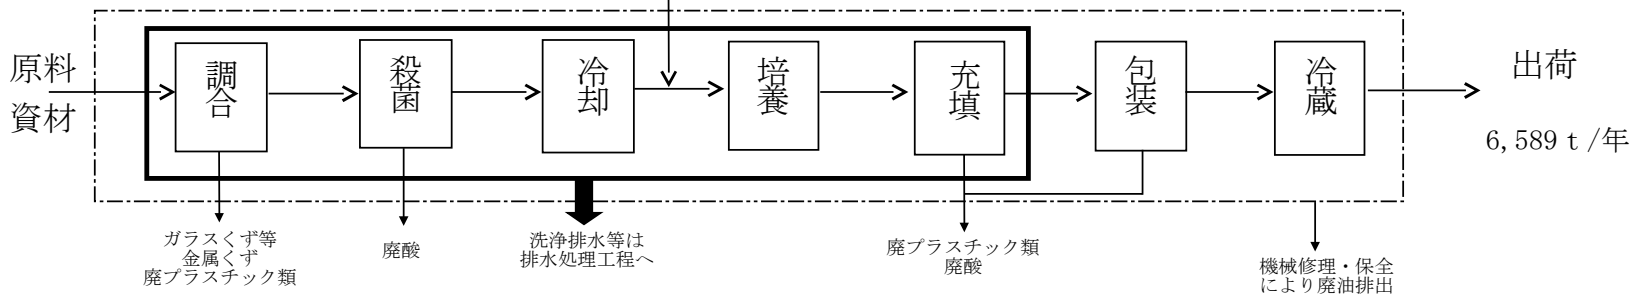 原料
資材
調合
殺菌
冷却
培養
充填
包装
冷蔵
出荷
6,589 t /年
ガラスくず等
金属くず
廃プラスチック類
廃酸
洗浄排水等は
排水処理工程へ
廃プラスチック類
廃酸
機械修理・保全
により廃油排出